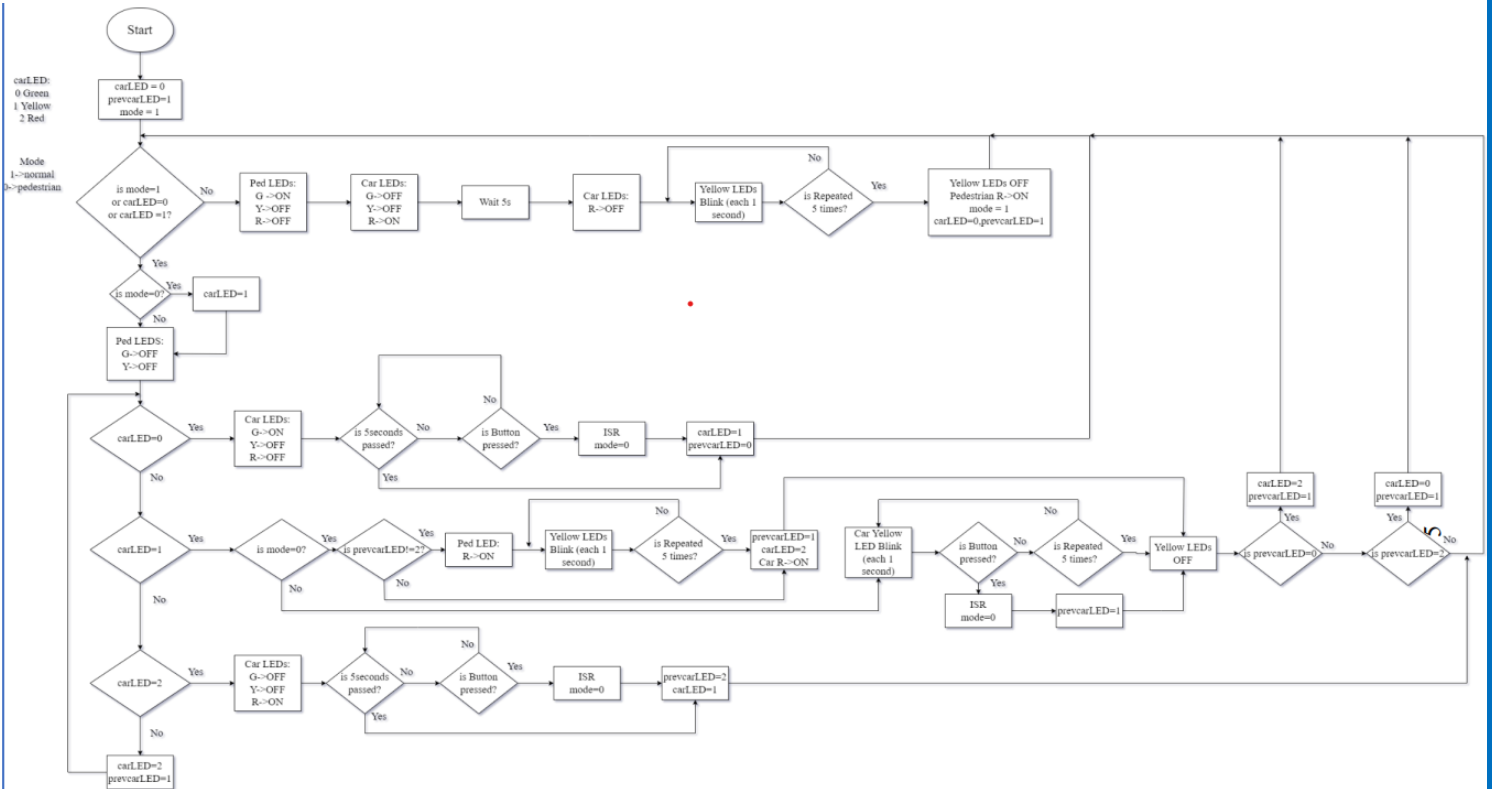 Start
carLED:
0 Green
1 Yellow
2 Red
carLED = 0
prevcarLED=1
mode = 1
Mode
1->normal
0->pedestrian
is mode=1
or carLED=0
or carLED =1?
No
Ped LEDs:
G ->ON
Y->OFF
R->OFF
Car LEDs:
G->OFF
Y->OFF
R->ON
Wait 5s
Car LEDs:
R->OFF
Yellow LEDs
Blink (each 1
second)
No
is Repeated
5 times?
Yes
Yellow LEDs OFF
Pedestrian R->ON
mode = 1
carLED=0,prevcarLED=1
Yes
is mode=0?
Yes
carLED=1
No
Ped LEDS:
G->OFF
Y->OFF
carLED=0
Yes
Car LEDs:
G->ON
Y->OFF
R->OFF
is 5seconds
passed?
No
Yes
No
is Button
pressed?
Yes
ISR
mode=0
carLED=1
prevcarLED=0
No
carLED=1
Yes
is mode=0?
Yes
No
is prevcarLED!=2?
Yes
No
Ped LED:
R->ON
Yellow LEDs
Blink (each 1
second)
No
is Repeated
5 times?
Yes
prevcarLED=1
carLED=2
Car R->ON
Car Yellow
LED Blink
(each 1
second)
is Button
pressed?
No
Yes
ISR
mode=0
prevcarLED=1
No
is Repeated
5 times?
Yes
Yellow LEDs
OFF
is prevcarLED=0
Yes
carLED=2
prevcarLED=1
No
is prevcarLED=2
Yes
carLED=0
prevcarLED=1
No
5
No
carLED=2
Yes
Car LEDs:
G->OFF
Y->OFF
R->ON
is 5seconds
passed?
No
Yes
No
is Button
pressed?
Yes
ISR
mode=0
prevcarLED=2
carLED=1
No
carLED=2
prevcarLED=1